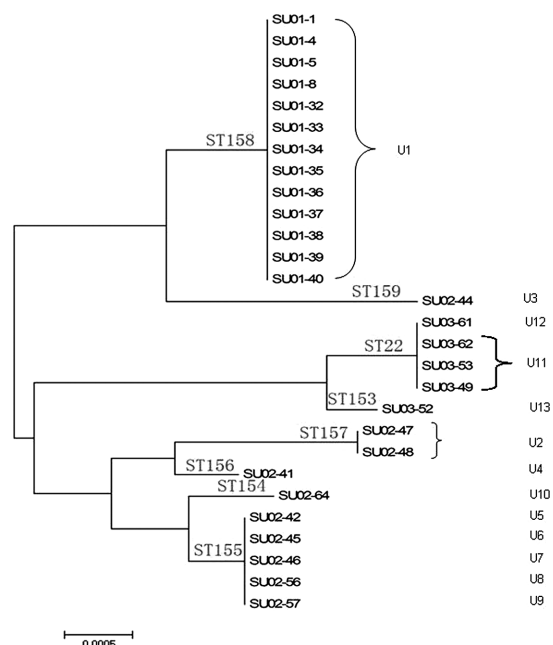 SU01-1
SU01-4
SU01-5
SU01-8
SU01-32
SU01-33
ST158 SU01-34 U1
SU01-35
SU01-36
SU01-37
SU01-38
SU01-39
SU01-40
ST159 SU02-44 U3
SU03-61 U12
ST22 SU03-62
SU03-53 U11
SU03-49
ST153 SU03-52 U13
ST157 SU02-47
SU02-48 U2
ST156 SU02-41 U4
ST154 SU02-64 U10
SU02-42 U5
SU02-45 U6
ST155 SU02-46 U7
SU02-56 U8
SU02-57 U9
0.0005